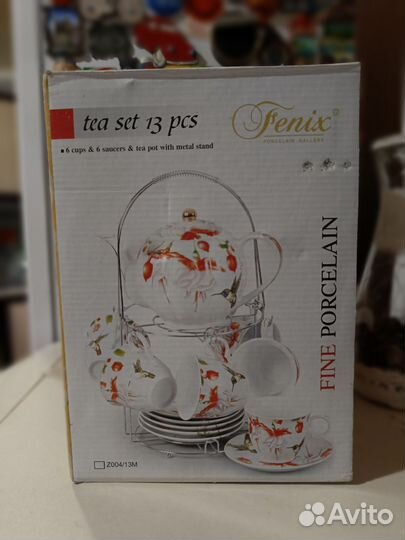 tea set 13 pcs
6 cups & 6 saucers & tea pot with metal stand
Fenix
PORCELAIN GALLERY
FINE PORCELAIN
Z004/13M
Avito